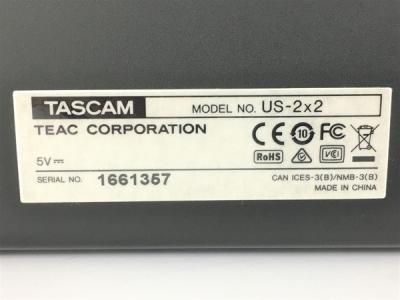 TASCAM MODEL NO. US-2x2
TEAC CORPORATION
CE 10 FC
5V
RoHS VCI
SERIAL NO. 1661357
CAN ICES-3(B)/NMB-3(B)
MADE IN CHINA